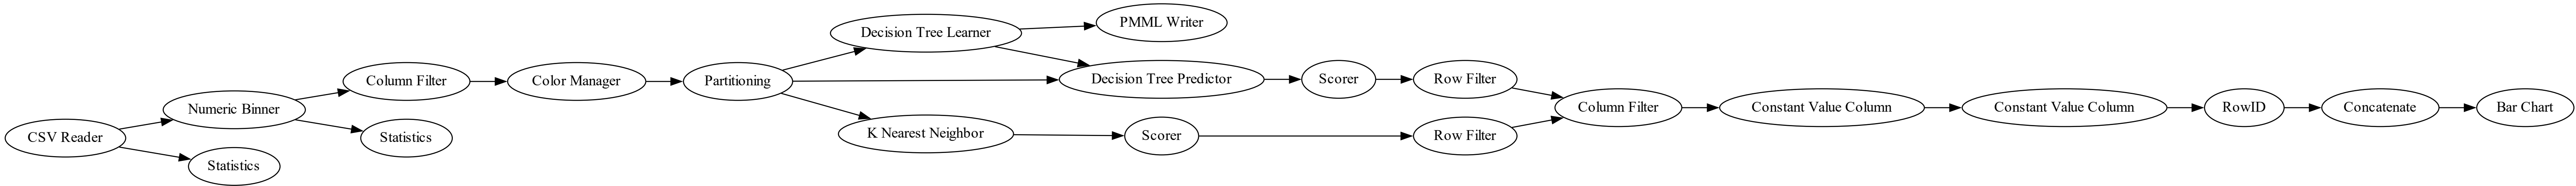 CSV Reader
Numeric Binner
Statistics
Column Filter
Statistics
Color Manager
Partitioning
Decision Tree Learner
PMML Writer
Decision Tree Predictor
K Nearest Neighbor
Scorer
Scorer
Row Filter
Row Filter
Column Filter
Constant Value Column
Constant Value Column
RowID
Concatenate
Bar Chart